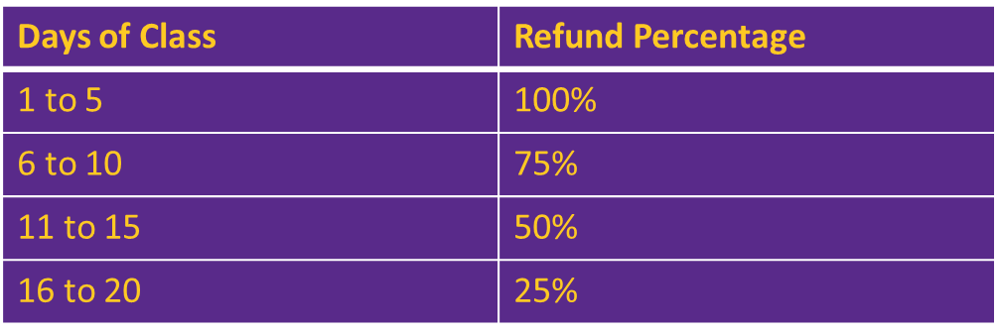 Days of Class Refund Percentage
1 to 5 100%
6 to 10 75%
11 to 15 50%
16 to 20 25%